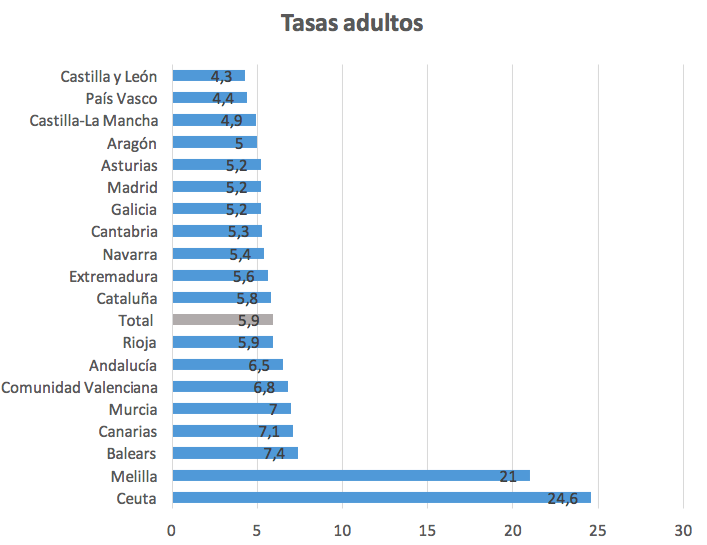 Tasas adultos
Castilla y León 4,3
País Vasco 4,4
Castilla-La Mancha 4,9
Aragón 5
Asturias 5,2
Madrid 5,2
Galicia 5,2
Cantabria 5,3
Navarra 5,4
Extremadura 5,6
Cataluña 5,8
Total 5,9
Rioja 5,9
Andalucía 6,5
Comunidad Valenciana 6,8
Murcia 7
Canarias 7,1
Balears 7,4
Melilla 21
Ceuta 24,6
0 5 10 15 20 25 30